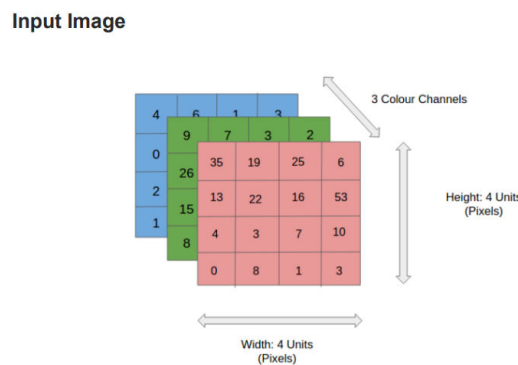 Input Image
3 Colour Channels
4 6 1 3
0
2
1
9 7 3 2
26
15
8
35 19 25 6
13 22 16 53
4 3 7 10
0 8 1 3
Height: 4 Units
(Pixels)
Width: 4 Units
(Pixels)